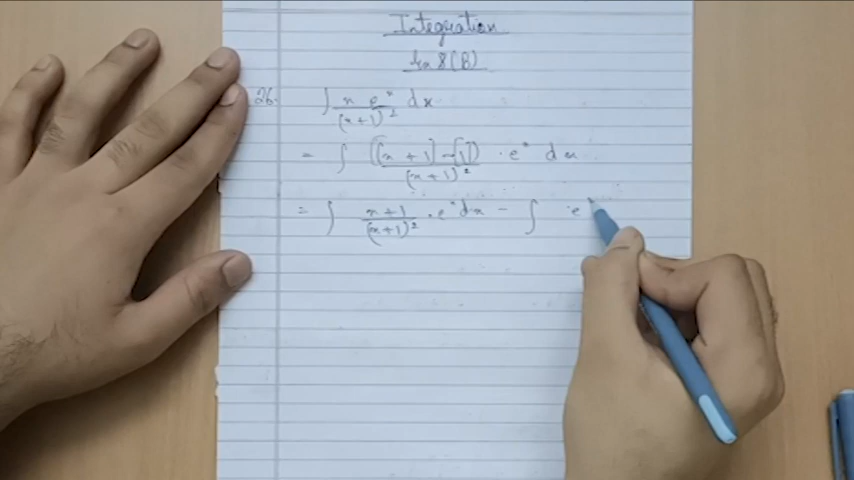 Integration
Ex 8(B)
26. ∫ x e^x / (x+1)^2 dx
= ∫ ([x + 1] - [1]) / (x+1)^2 · e^x dx
= ∫ x+1 / (x+1)^2 · e^x dx - ∫ · e^x